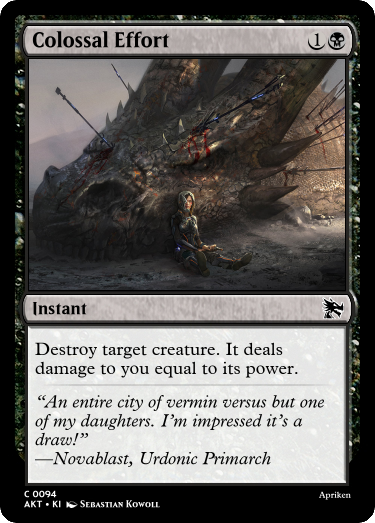 Colossal Effort
1
Instant
Destroy target creature. It deals
damage to you equal to its power.
“An entire city of vermin versus but one
of my daughters. I’m impressed it’s a
draw!”
—Novablast, Urdonic Primarch
C 0094
AKT • KI Sebastian Kowoll
Apriken